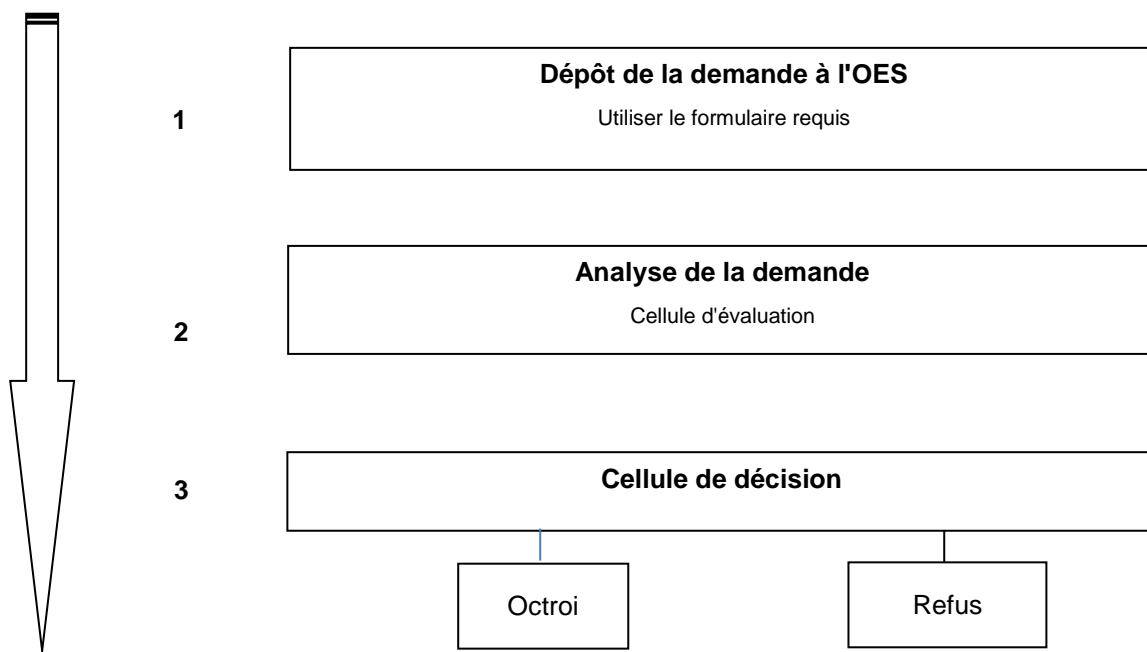 1
Dépôt de la demande à l'OES
Utiliser le formulaire requis
2
Analyse de la demande
Cellule d'évaluation
3
Cellule de décision
Octroi
Refus